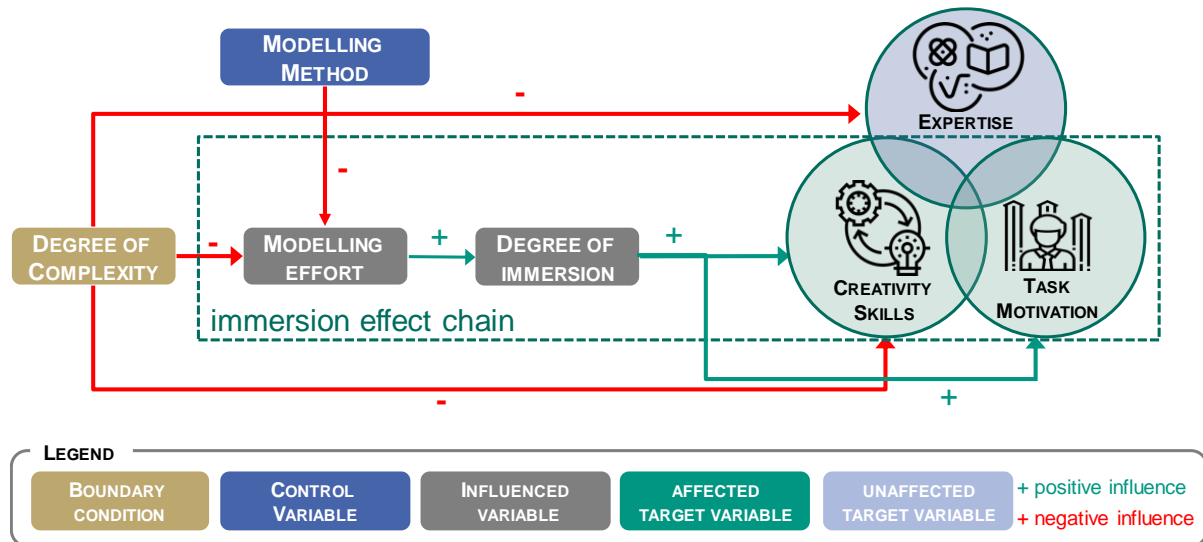 MODELLING
METHOD
-
EXPERTISE
-
DEGREE OF
COMPLEXITY
-
MODELLING
EFFORT
+
DEGREE OF
IMMERSION
+
CREATIVITY
SKILLS
TASK
MOTIVATION
immersion effect chain
-
+
LEGEND
BOUNDARY
CONDITION
CONTROL
VARIABLE
INFLUENCED
VARIABLE
AFFECTED
TARGET VARIABLE
UNAFFECTED
TARGET VARIABLE
+ positive influence
+ negative influence